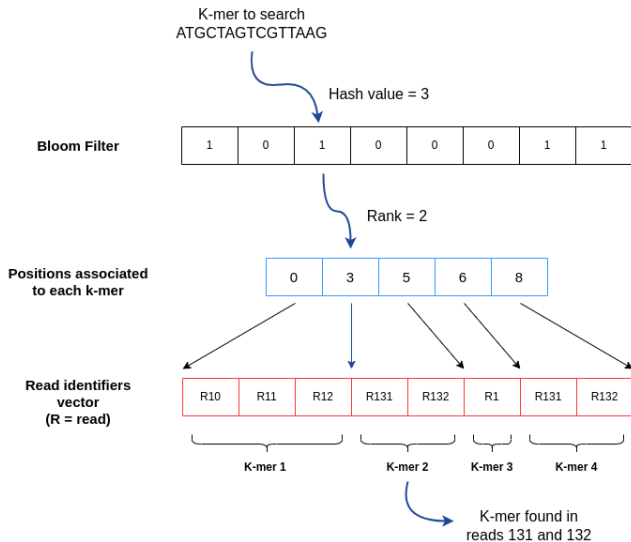 K-mer to search
ATGCTAGTCGTTAAG
Hash value = 3
Bloom Filter
1 0 1 0 0 0 1 1
Rank = 2
Positions associated
to each k-mer
0 3 5 6 8
Read identifiers
vector
(R = read)
R10 R11 R12 R131 R132 R1 R131 R132
K-mer 1 K-mer 2 K-mer 3 K-mer 4
K-mer found in
reads 131 and 132